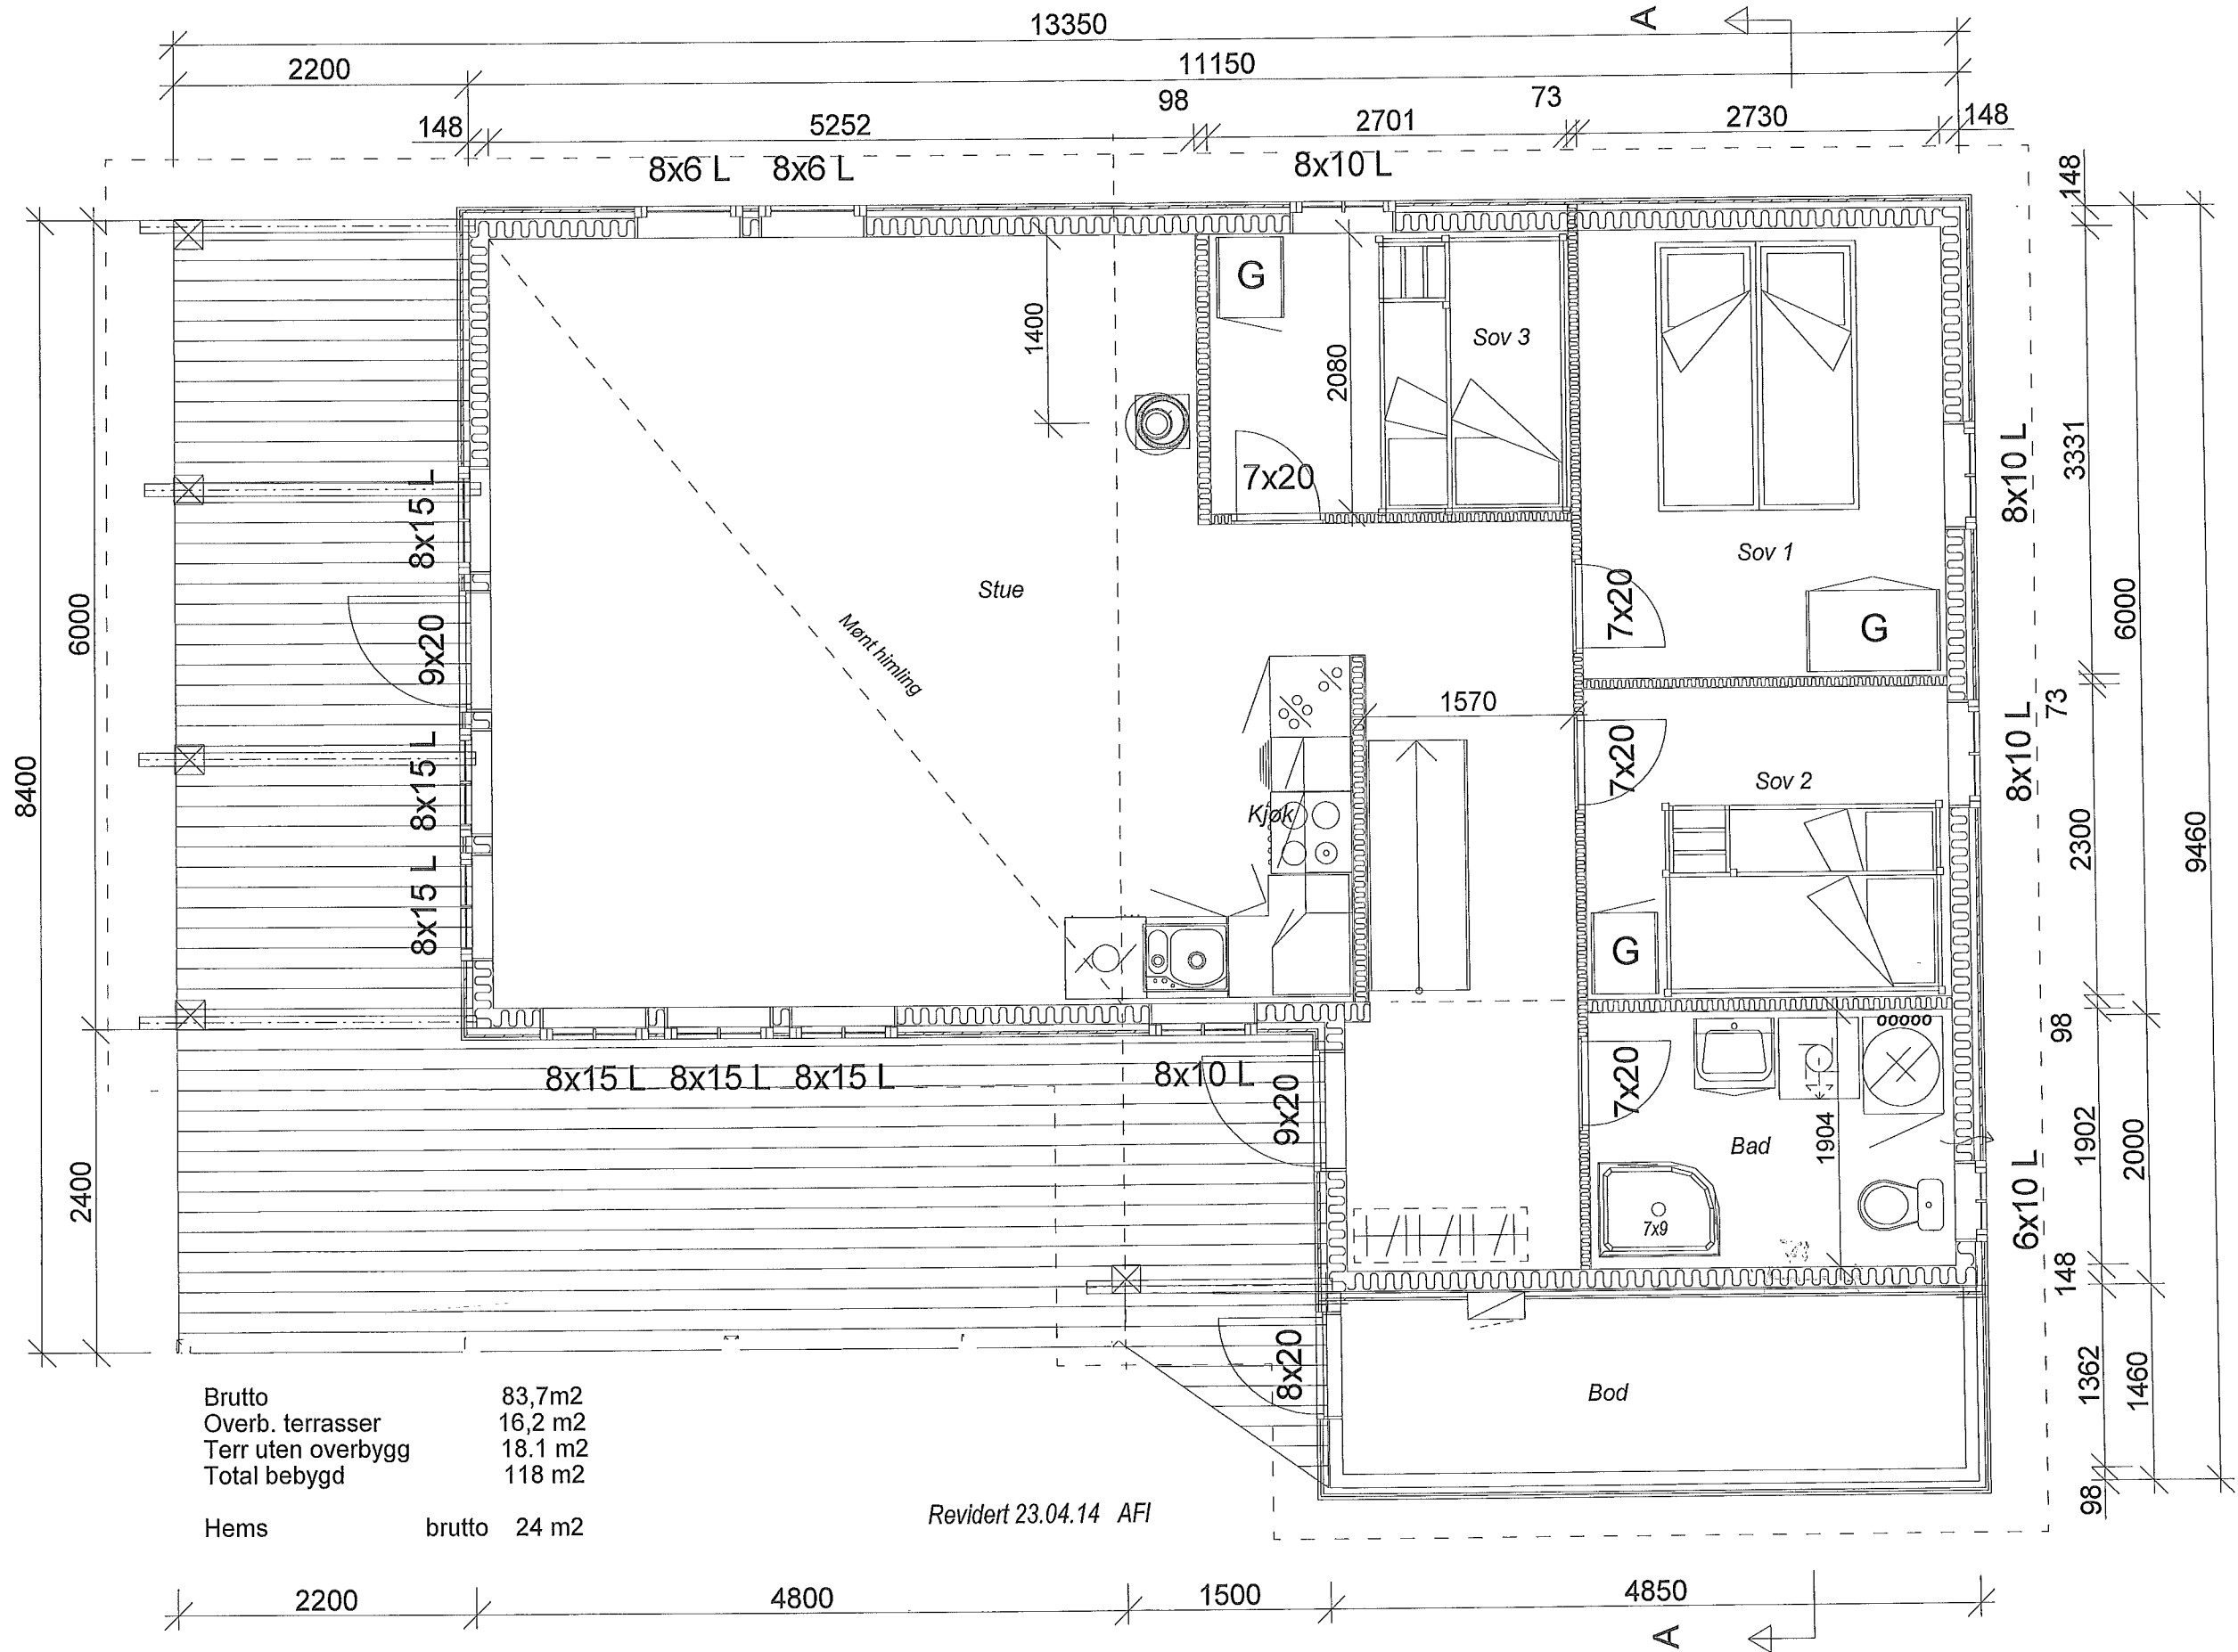 13350
A
2200
11150
98
73
148
5252
2701
2730
148
8x6 L
8x6 L
8x10 L
148
G
Sov 3
1400
2080
7x20
8x15 L
8x10 L
3331
Sov 1
Stue
7x20
G
6000
6000
9x20
Mønt himling
1570
73
8x15 L
7x20
8x10 L
Sov 2
8400
Kjøk
2300
9460
8x15 L
G
98
8x15 L
8x15 L
8x15 L
8x10 L
9x20
7x20
Bad
1904
1902
2000
2400
6x10 L
7x9
148
8x20
Bod
1362
1460
98
Brutto 83,7m2
Overb. terrasser 16,2 m2
Terr uten overbygg 18.1 m2
Total bebygd 118 m2
Hems brutto 24 m2
Revidert 23.04.14 AFI
2200
4800
1500
4850
A